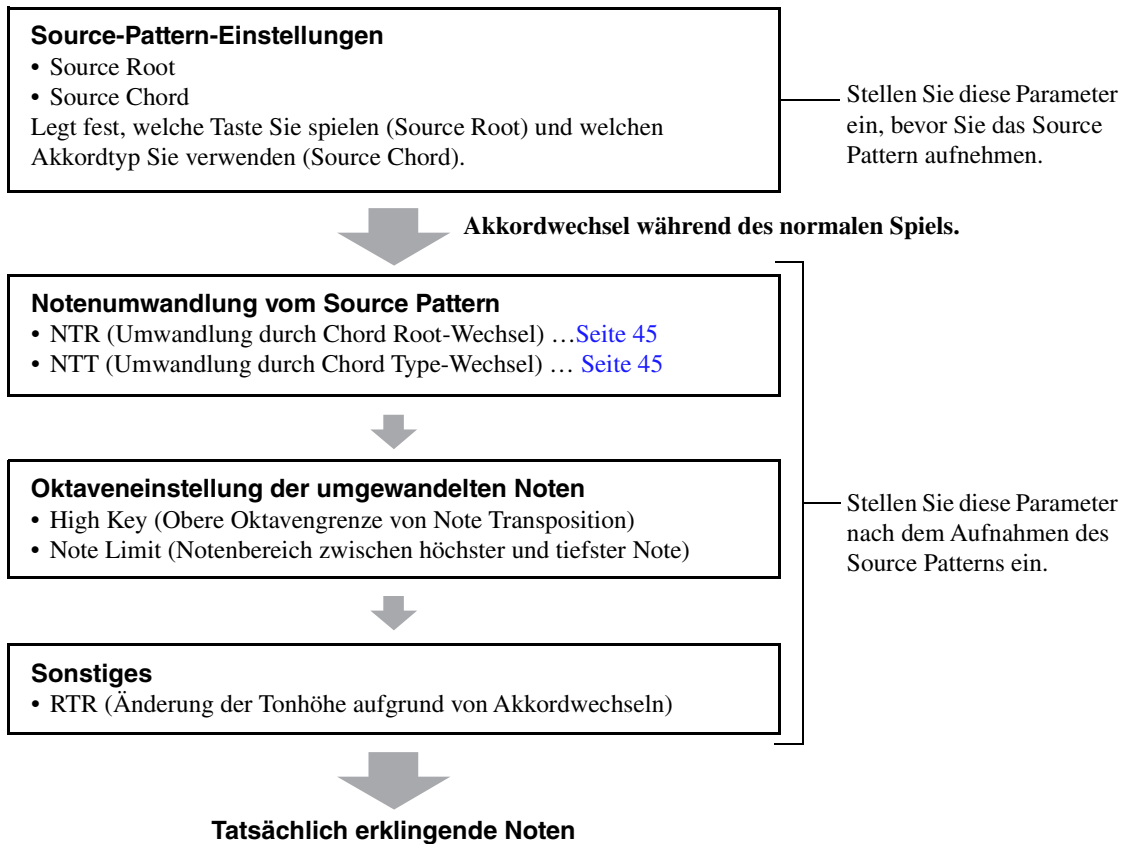 Source-Pattern-Einstellungen
• Source Root
• Source Chord
Legt fest, welche Taste Sie spielen (Source Root) und welchen
Akkordtyp Sie verwenden (Source Chord).
Stellen Sie diese Parameter
ein, bevor Sie das Source
Pattern aufnehmen.
Akkordwechsel während des normalen Spiels.
Notenumwandlung vom Source Pattern
• NTR (Umwandlung durch Chord Root-Wechsel) …Seite 45
• NTT (Umwandlung durch Chord Type-Wechsel) … Seite 45
Oktaveneinstellung der umgewandelten Noten
• High Key (Obere Oktavengrenze von Note Transposition)
• Note Limit (Notenbereich zwischen höchster und tiefster Note)
Stellen Sie diese Parameter
nach dem Aufnahmen des
Source Patterns ein.
Sonstiges
• RTR (Änderung der Tonhöhe aufgrund von Akkordwechseln)
Tatsächlich erklingende Noten